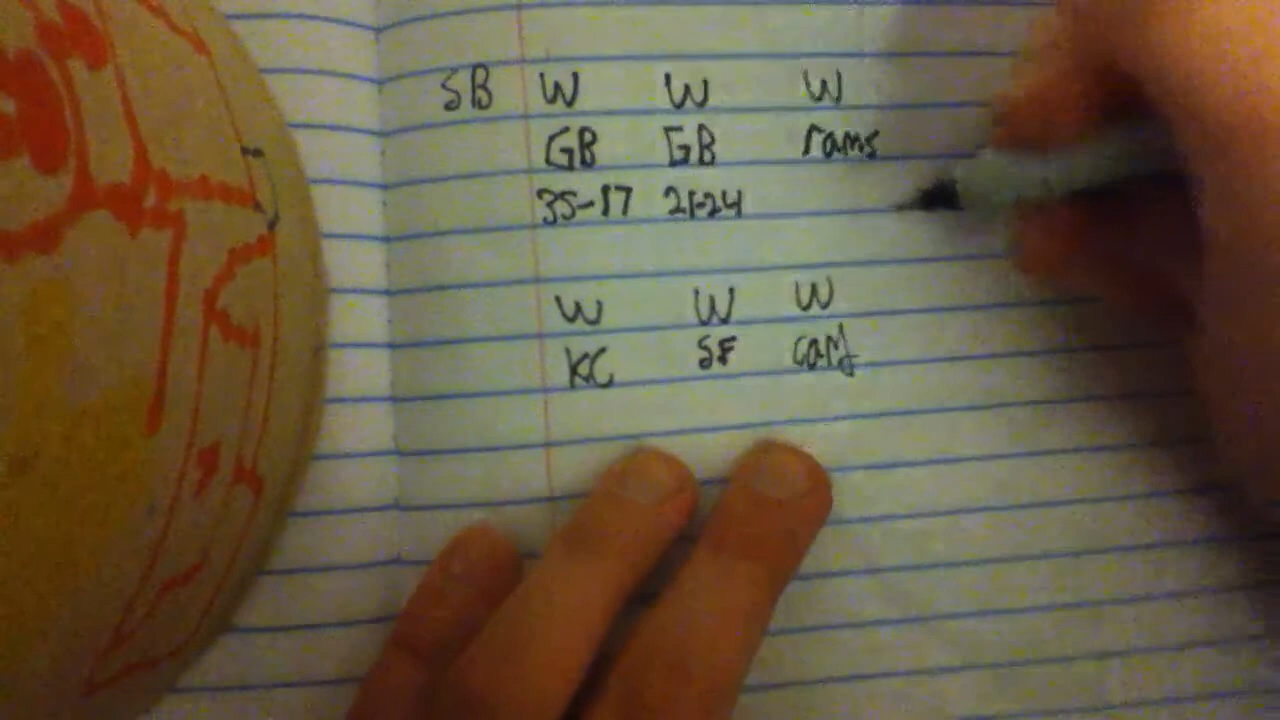 SB W W W
GB GB rams
35-17 21-24
W W W
KC SF card